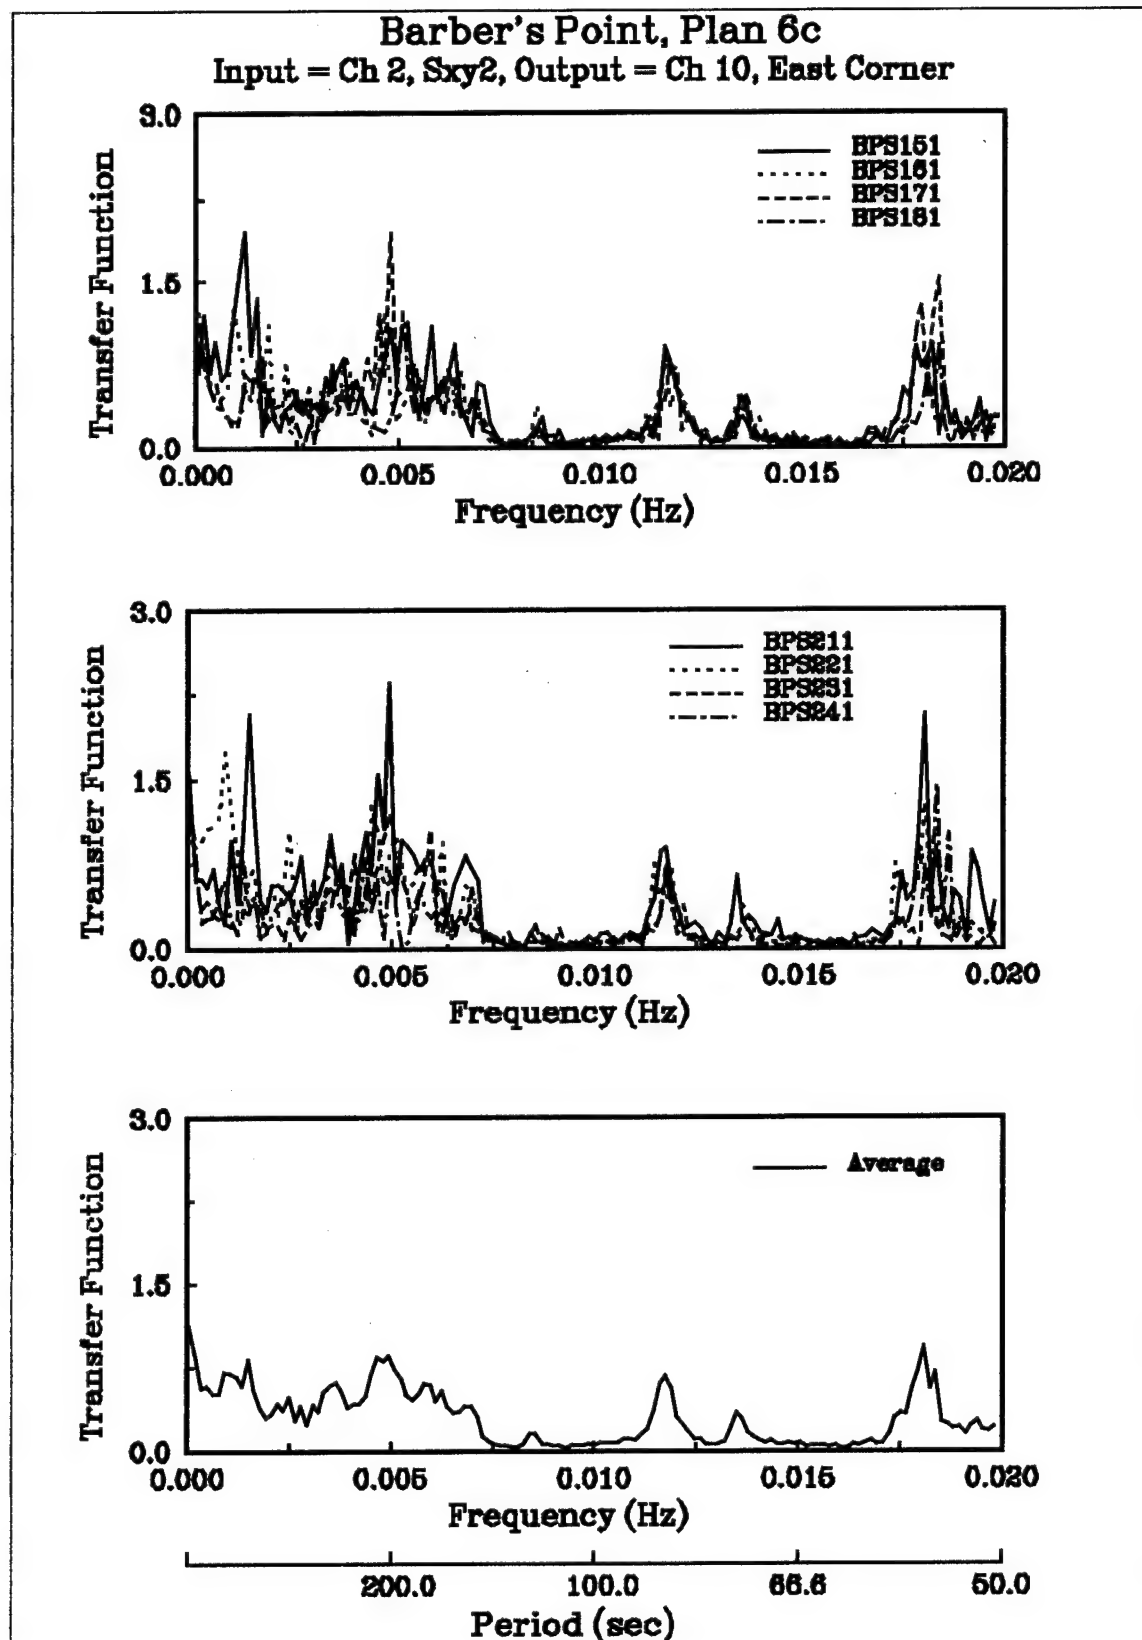 Barber's Point, Plan 6c
Input = Ch 2, Sxy2, Output = Ch 10, East Corner
3.0
1.5
0.0
Transfer Function
BPS151
BPS161
BPS171
BPS181
0.000 0.005 0.010 0.015 0.020
Frequency (Hz)
3.0
1.5
0.0
Transfer Function
BPS211
BPS221
BPS231
BPS241
0.000 0.005 0.010 0.015 0.020
Frequency (Hz)
3.0
1.5
0.0
Transfer Function
Average
0.000 0.005 0.010 0.015 0.020
Frequency (Hz)
200.0 100.0 66.6 50.0
Period (sec)